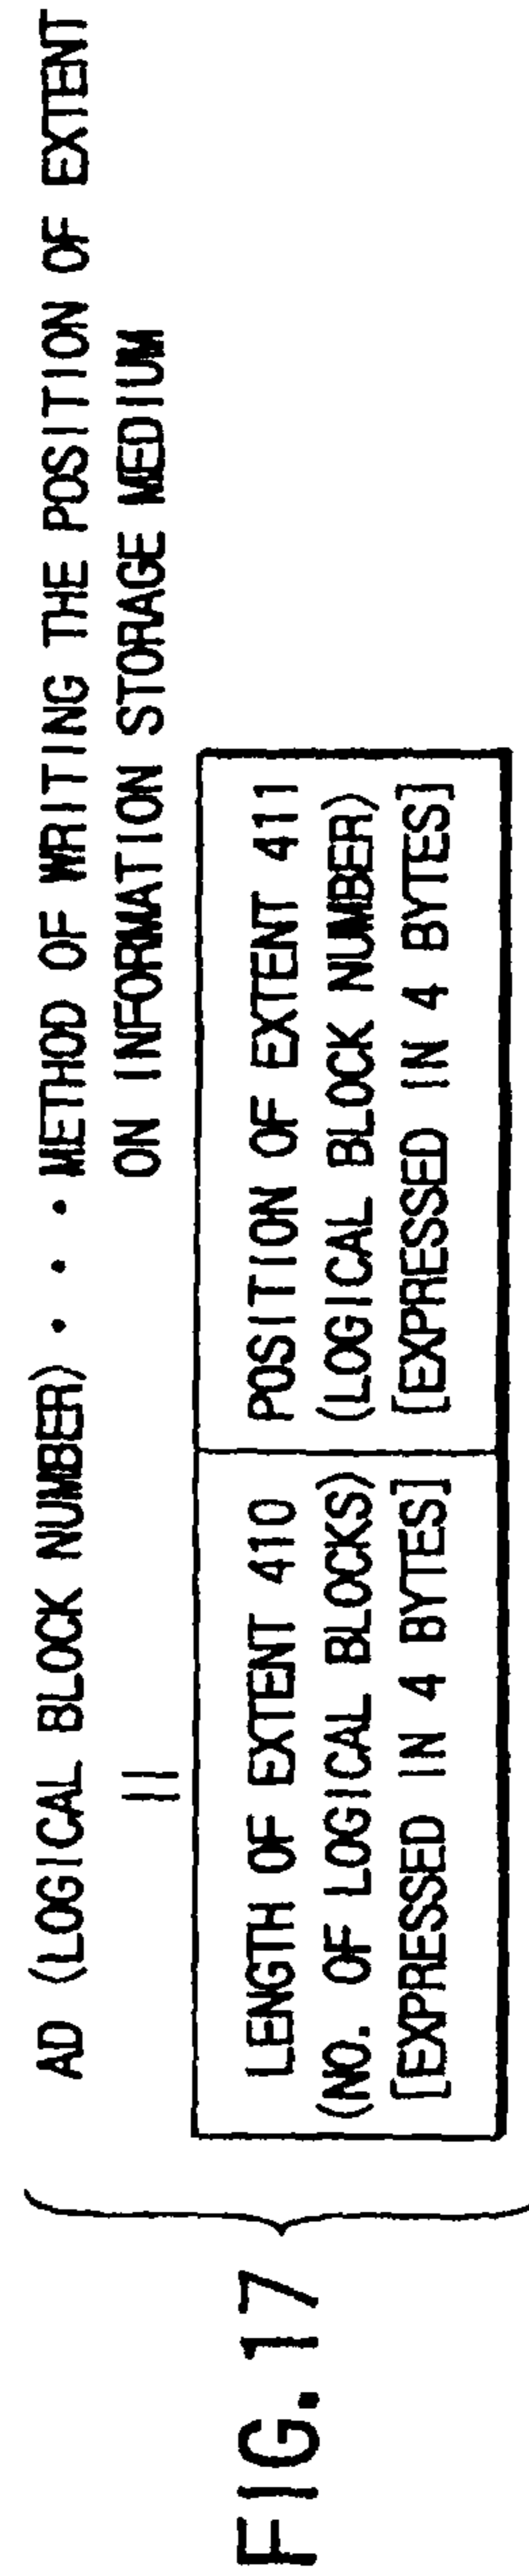 AD (LOGICAL BLOCK NUMBER) • • • METHOD OF WRITING THE POSITION OF EXTENT
ON INFORMATION STORAGE MEDIUM
=
LENGTH OF EXTENT 410
(NO. OF LOGICAL BLOCKS)
[EXPRESSED IN 4 BYTES]
POSITION OF EXTENT 411
(LOGICAL BLOCK NUMBER)
[EXPRESSED IN 4 BYTES]
FIG. 17